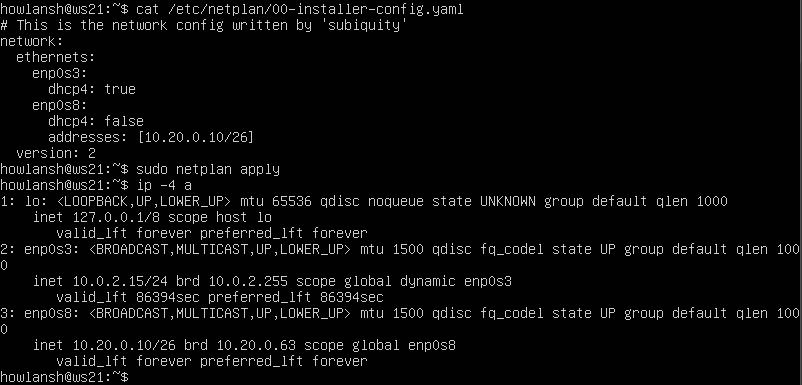 howlansh@ws21:~$ cat /etc/netplan/00-installer-config.yaml
# This is the network config written by 'subiquity'
network:
  ethernets:
    enp0s3:
      dhcp4: true
    enp0s8:
      dhcp4: false
      addresses: [10.20.0.10/26]
  version: 2
howlansh@ws21:~$ sudo netplan apply
howlansh@ws21:~$ ip -4 a
1: lo: <LOOPBACK,UP,LOWER_UP> mtu 65536 qdisc noqueue state UNKNOWN group default qlen 1000
    inet 127.0.0.1/8 scope host lo
       valid_lft forever preferred_lft forever
2: enp0s3: <BROADCAST,MULTICAST,UP,LOWER_UP> mtu 1500 qdisc fq_codel state UP group default qlen 100
0
    inet 10.0.2.15/24 brd 10.0.2.255 scope global dynamic enp0s3
       valid_lft 86394sec preferred_lft 86394sec
3: enp0s8: <BROADCAST,MULTICAST,UP,LOWER_UP> mtu 1500 qdisc fq_codel state UP group default qlen 100
0
    inet 10.20.0.10/26 brd 10.20.0.63 scope global enp0s8
       valid_lft forever preferred_lft forever
howlansh@ws21:~$